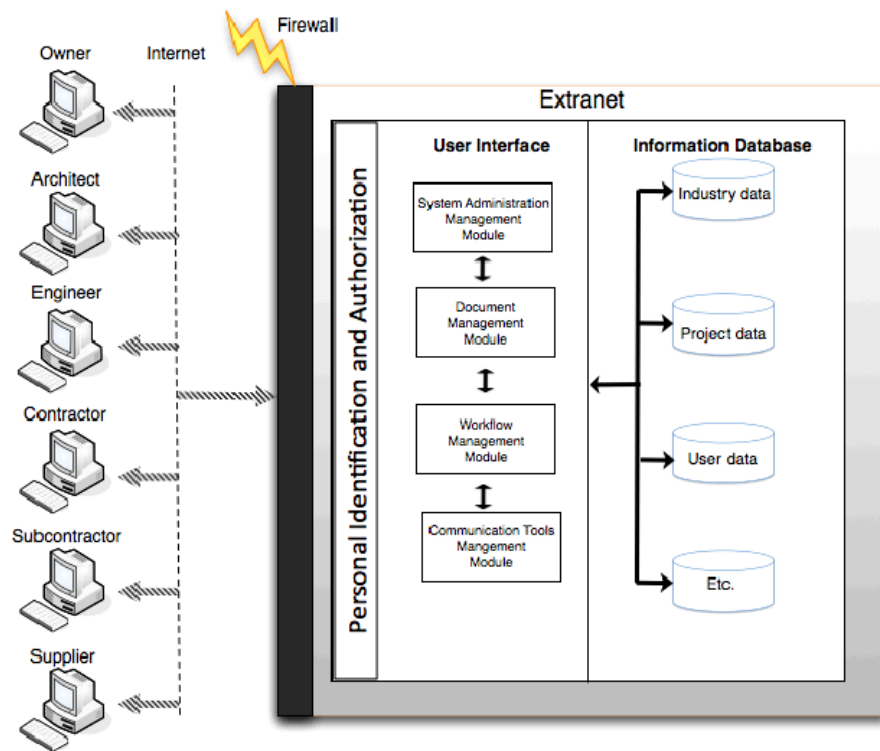 Firewall
Owner
Internet
Architect
Engineer
Contractor
Subcontractor
Supplier
Extranet
Personal Identification and Authorization
User Interface
System Administration
Management
Module
Document
Management
Module
Workflow
Management
Module
Communication Tools
Mangement
Module
Information Database
Industry data
Project data
User data
Etc.